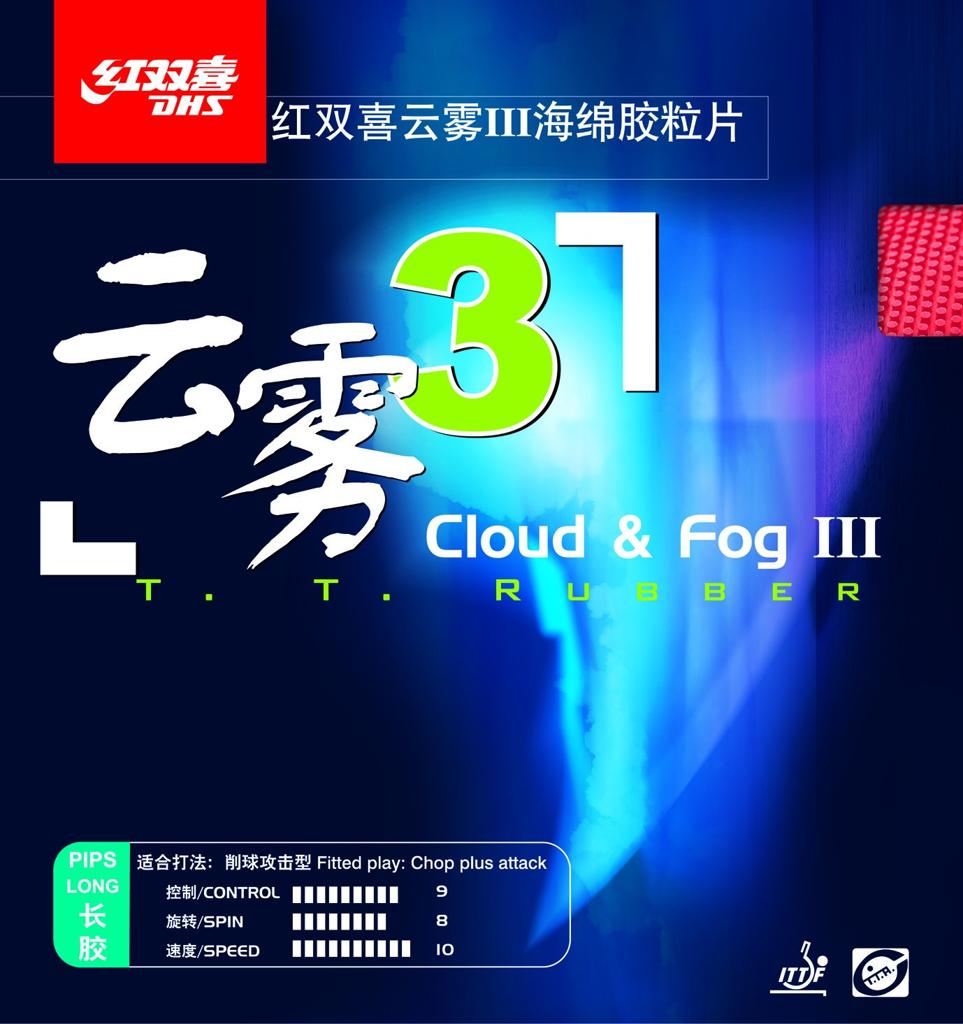 红双喜
DHS
红双喜云雾III海绵胶粒片
云雾3
Cloud & Fog III
T. T. RUBBER
PIPS
LONG
长
胶
适合打法：削球攻击型 Fitted play: Chop plus attack
控制/CONTROL 9
旋转/SPIN 8
速度/SPEED 10
ITTF
T.T.A.